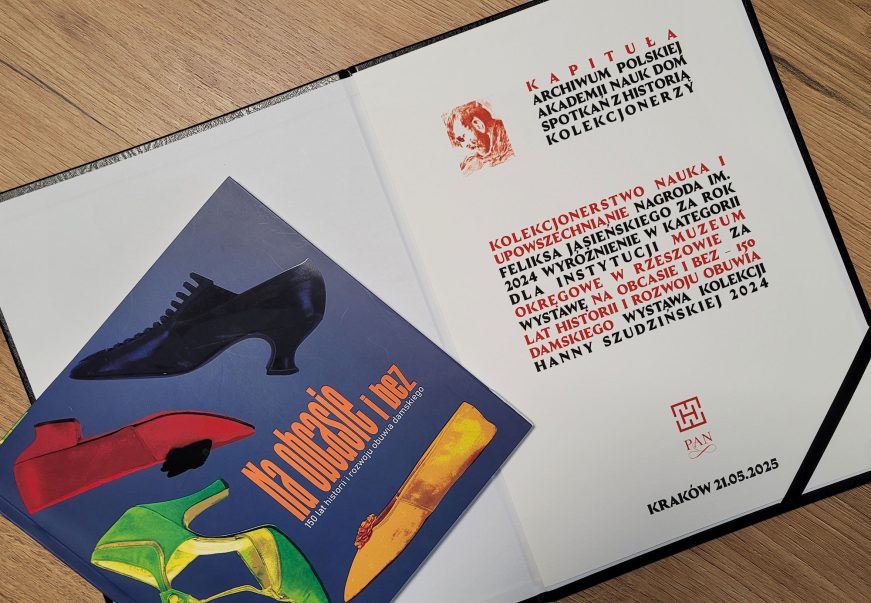 Na obcasie
i bez
150 lat historii i rozwoju obuwia damskiego
KAPITUŁA
ARCHIWUM POLSKIEJ
AKADEMII NAUK DOM
SPOTKAN Z HISTORIĄ
KOLEKCJONERZY
KOLEKCJONERSTWO NAUKA I
UPOWSZECHNIANIE NAGRODA IM.
FELIKSA JASIEŃSKIEGO ZA ROK
2024 WYRÓŻNIENIE W KATEGORII
DLA INSTYTUCJI MUZEUM
OKRĘGOWE W RZESZOWIE ZA
WYSTAWĘ NA OBCASIE I BEZ – 150
LAT HISTORII I ROZWOJU OBUWIA
DAMSKIEGO WYSTAWA KOLEKCJI
HANNY SZUDZIŃSKIEJ 2024
PAN
KRAKÓW 21.05.2025